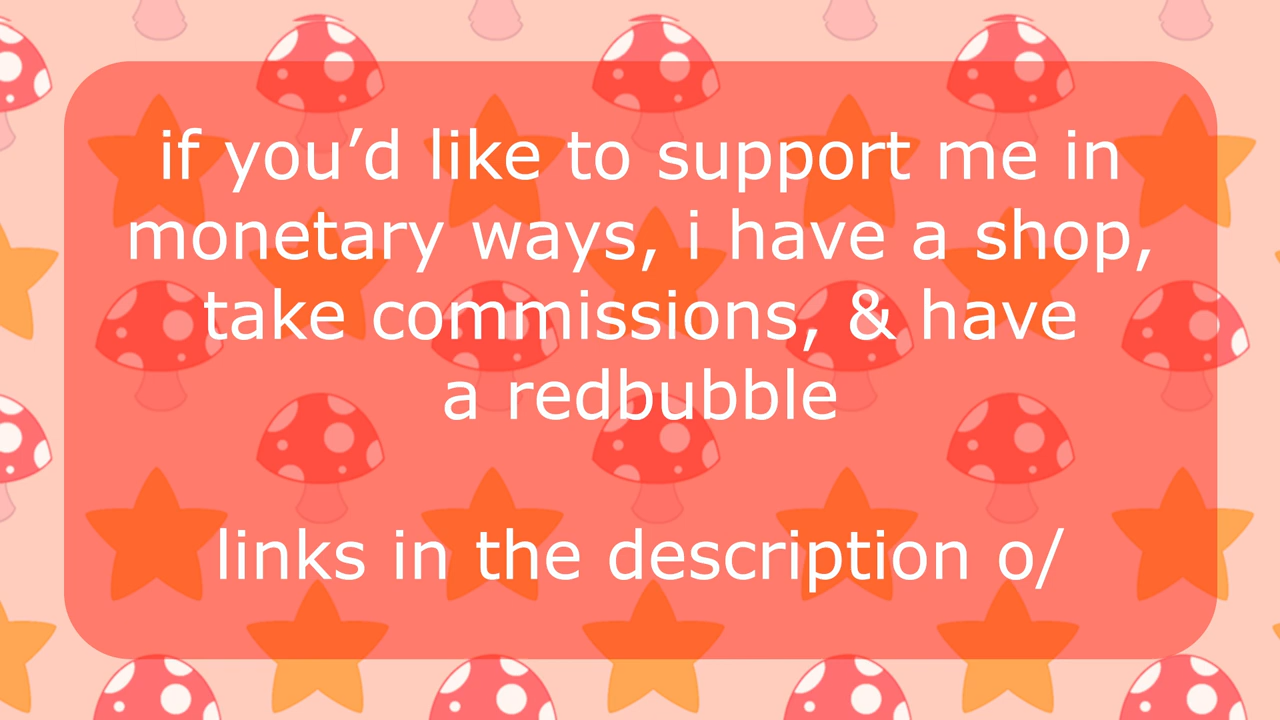 if you’d like to support me in
monetary ways, i have a shop,
take commissions, & have
a redbubble
links in the description o/